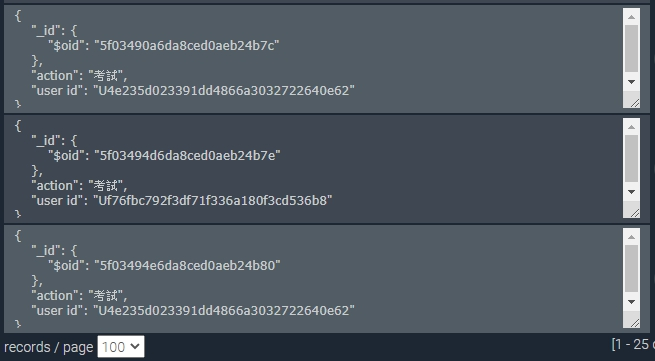 {
"_id": {
"$oid": "5f03490a6da8ced0aeb24b7c"
},
"action": "考試",
"user id": "U4e235d023391dd4866a3032722640e62"
}
{
"_id": {
"$oid": "5f03494d6da8ced0aeb24b7e"
},
"action": "考試",
"user id": "Uf76fbc792f3df71f336a180f3cd536b8"
}
{
"_id": {
"$oid": "5f03494e6da8ced0aeb24b80"
},
"action": "考試",
"user id": "U4e235d023391dd4866a3032722640e62"
}
records / page 100 [1 - 25